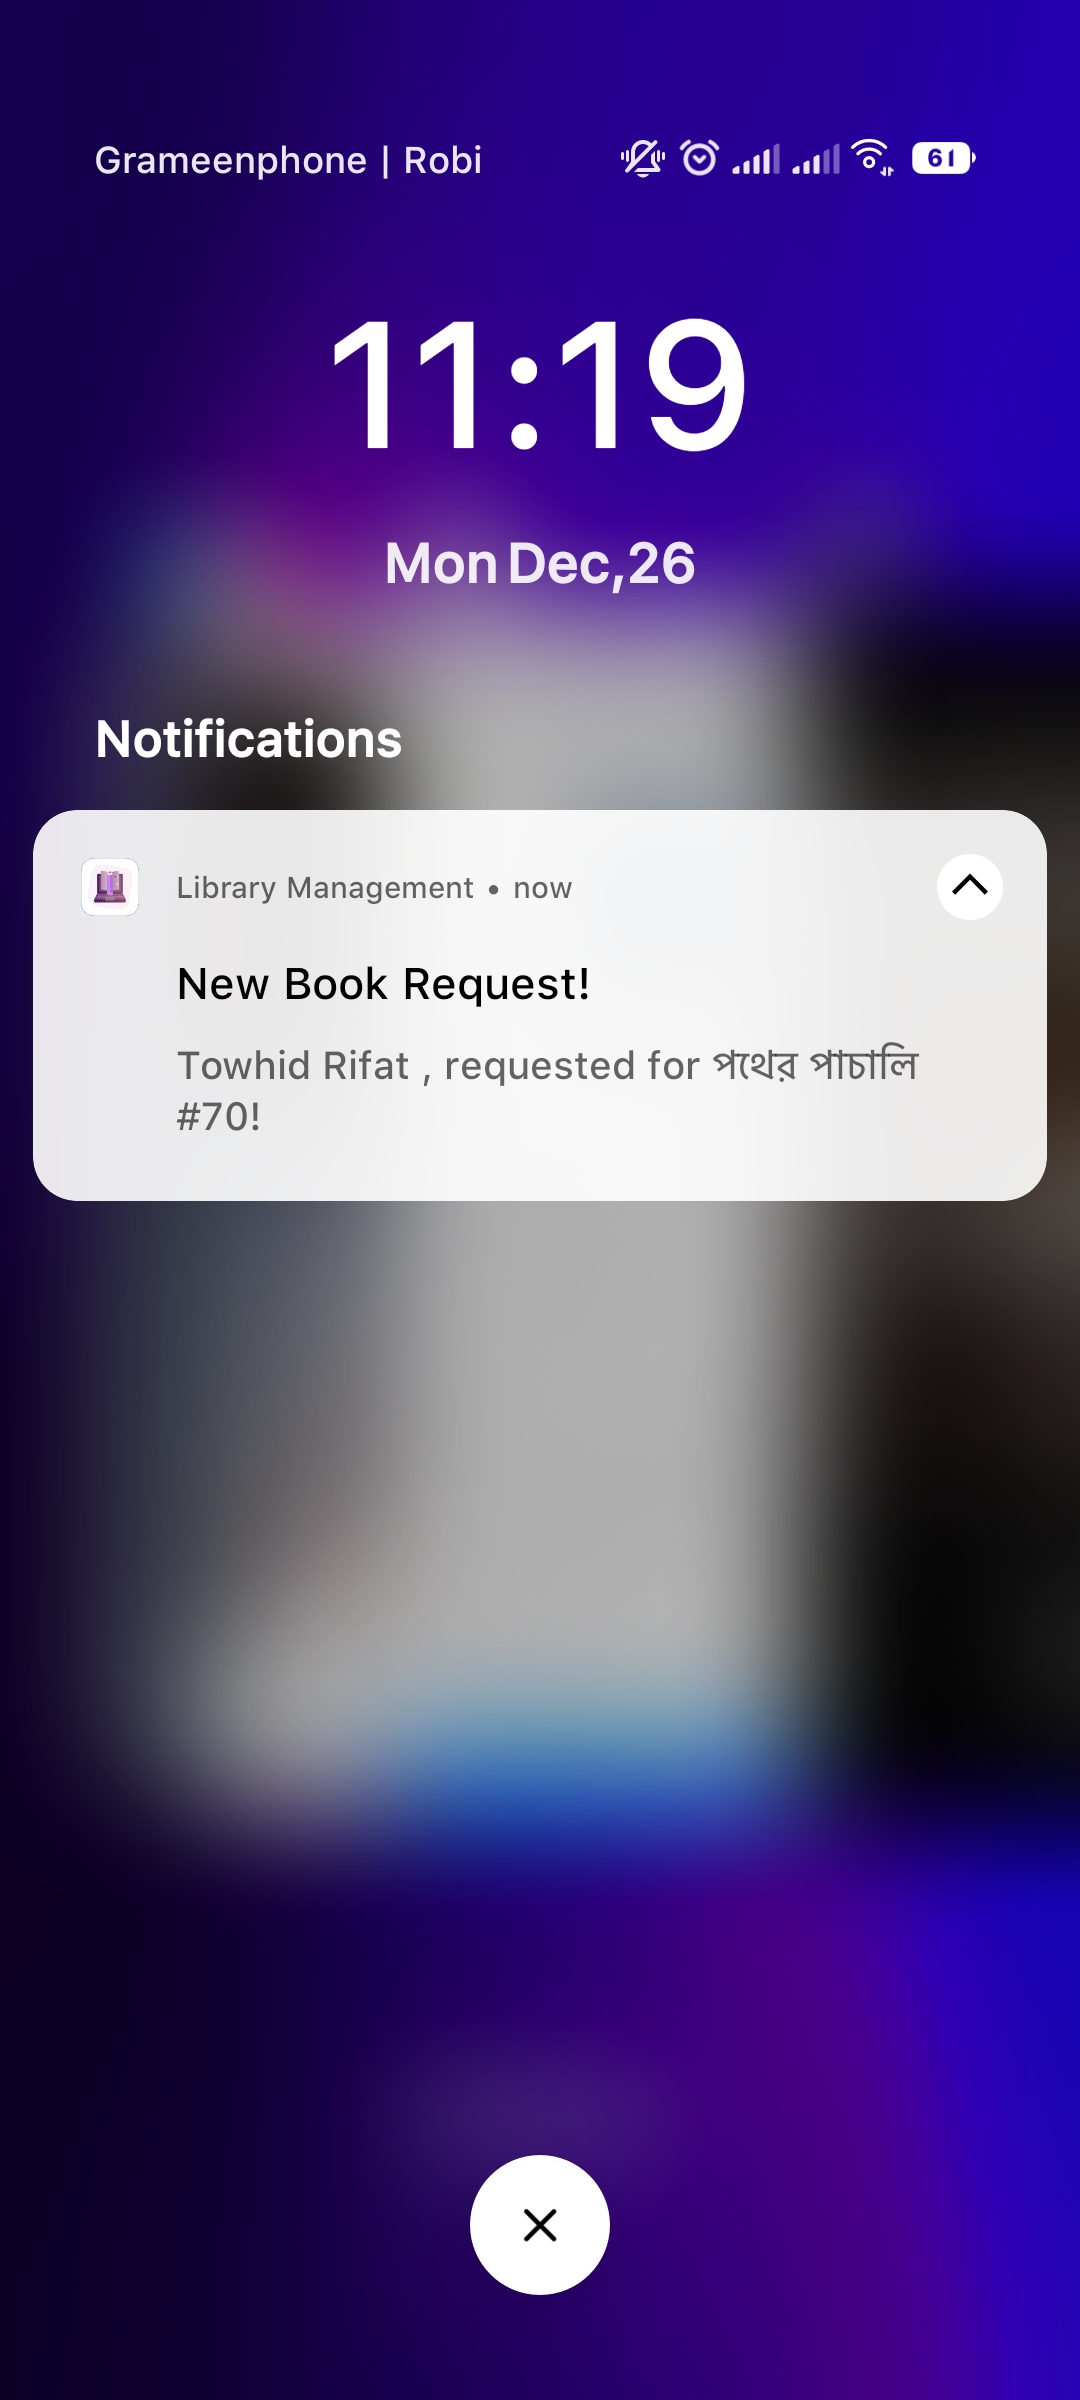 Grameenphone | Robi 61
11:19
Mon Dec,26
Notifications
Library Management • now
New Book Request!
Towhid Rifat , requested for পথের পাচালি
#70!